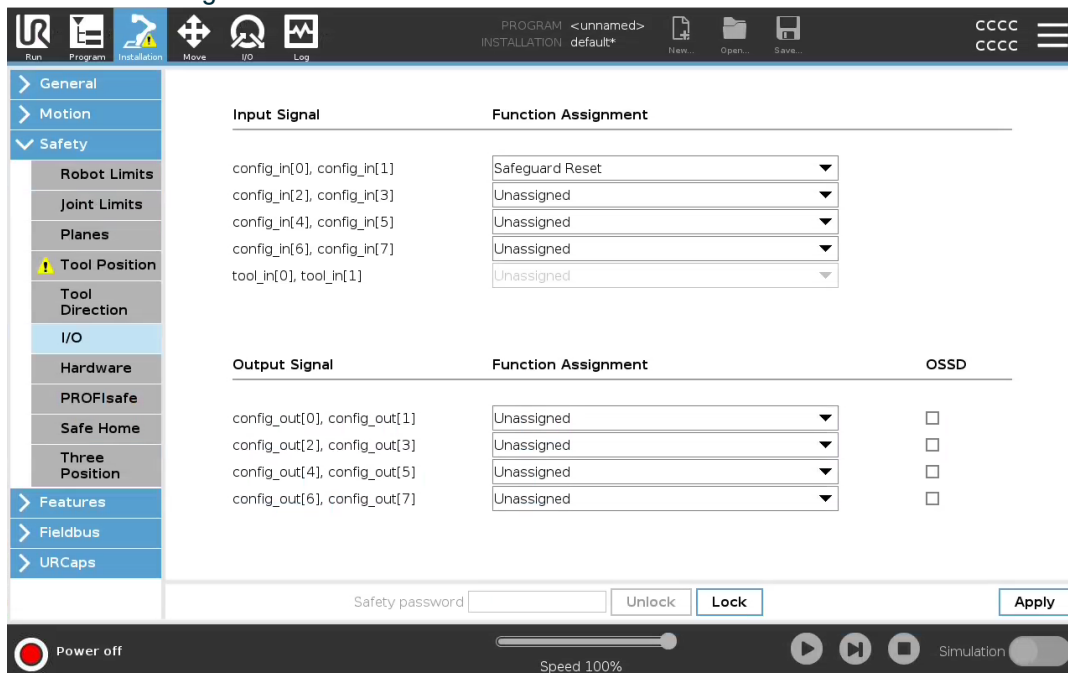 PROGRAM <unnamed>
INSTALLATION default*
CCCC
CCCC
Run Program Installation Move I/O Log New... Open... Save...
General
Motion
Safety
Robot Limits
Joint Limits
Planes
Tool Position
Tool
Direction
I/O
Hardware
PROFIsafe
Safe Home
Three
Position
Features
Fieldbus
URCaps
Input Signal Function Assignment
config_in[0], config_in[1] Safeguard Reset
config_in[2], config_in[3] Unassigned
config_in[4], config_in[5] Unassigned
config_in[6], config_in[7] Unassigned
tool_in[0], tool_in[1] Unassigned
Output Signal Function Assignment OSSD
config_out[0], config_out[1] Unassigned
config_out[2], config_out[3] Unassigned
config_out[4], config_out[5] Unassigned
config_out[6], config_out[7] Unassigned
Safety password Unlock Lock Apply
Power off Speed 100% Simulation